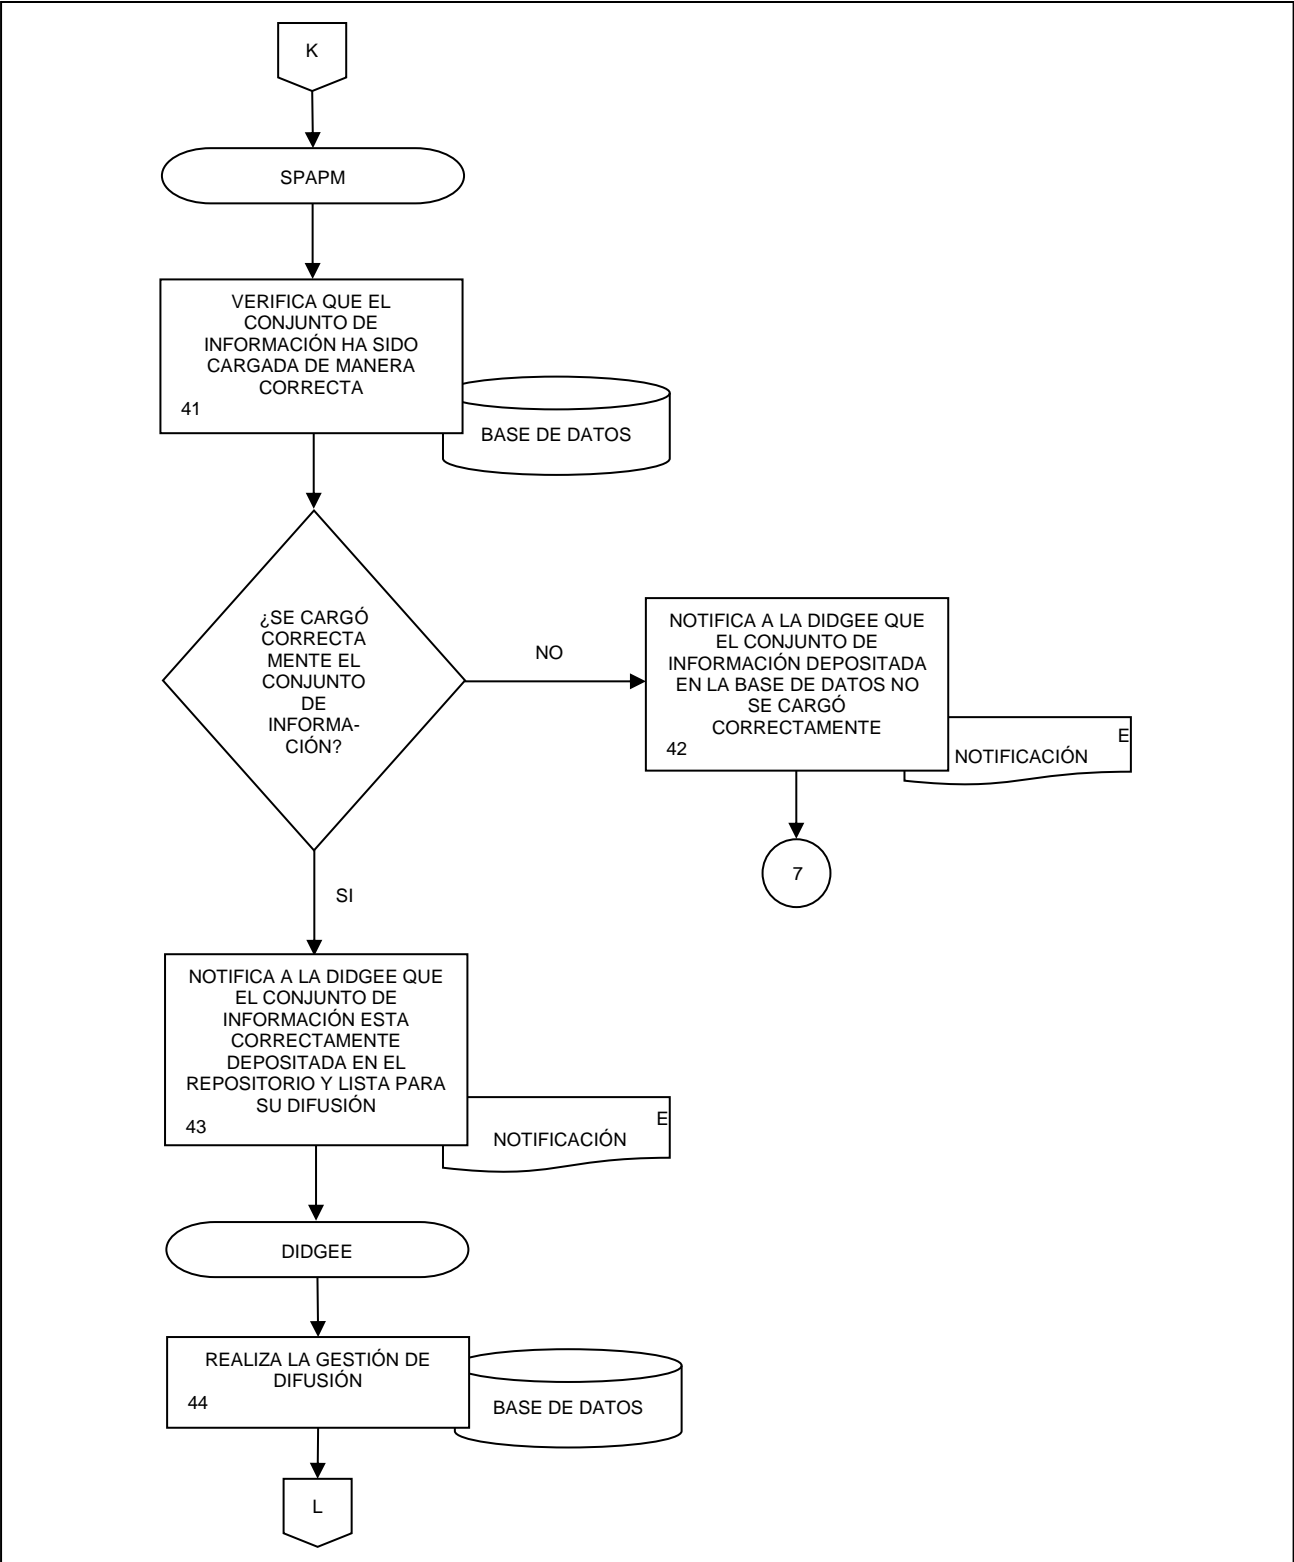 K
SPAPM
VERIFICA QUE EL
CONJUNTO DE
INFORMACIÓN HA SIDO
CARGADA DE MANERA
CORRECTA
41
BASE DE DATOS
¿SE CARGÓ
CORRECTA
MENTE EL
CONJUNTO
DE
INFORMA-
CIÓN?
NO
NOTIFICA A LA DIDGEE QUE
EL CONJUNTO DE
INFORMACIÓN DEPOSITADA
EN LA BASE DE DATOS NO
SE CARGÓ
CORRECTAMENTE
42
E
NOTIFICACIÓN
7
SI
NOTIFICA A LA DIDGEE QUE
EL CONJUNTO DE
INFORMACIÓN ESTA
CORRECTAMENTE
DEPOSITADA EN EL
REPOSITORIO Y LISTA PARA
SU DIFUSIÓN
43
E
NOTIFICACIÓN
DIDGEE
REALIZA LA GESTIÓN DE
DIFUSIÓN
44
BASE DE DATOS
L